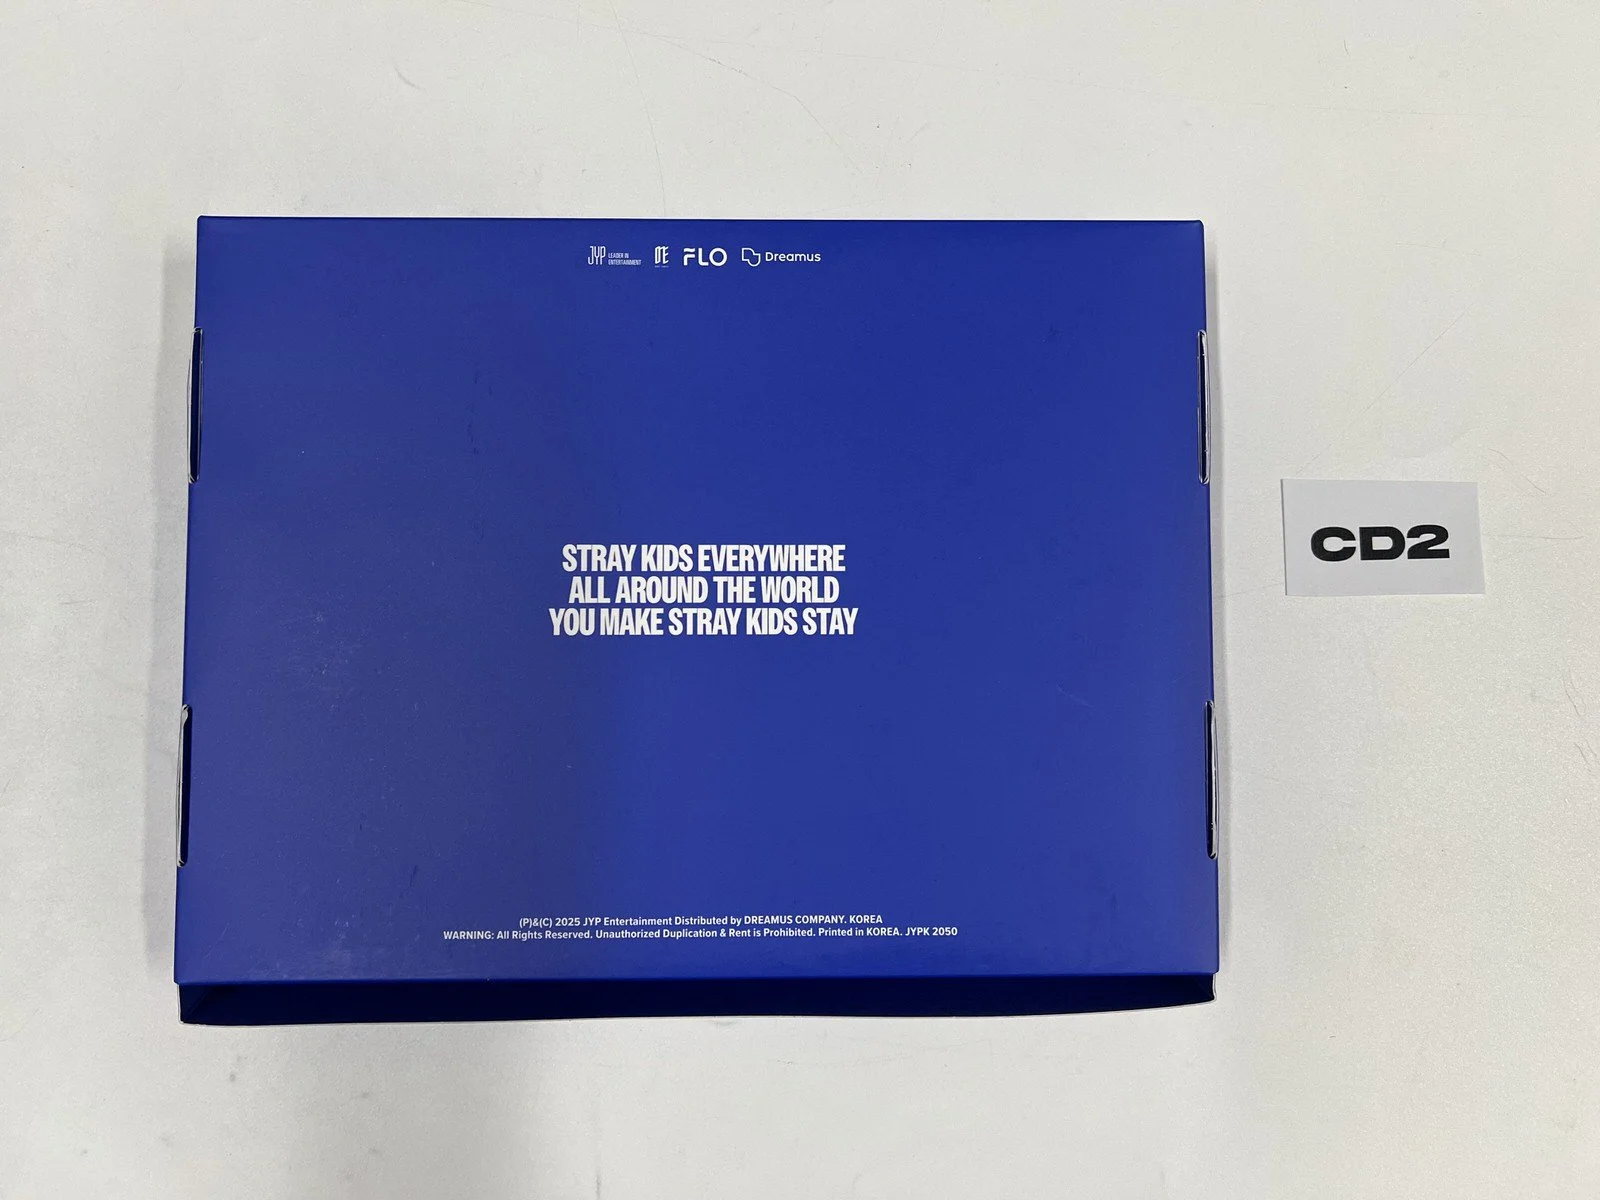 JYP LEADER IN ENTERTAINMENT FLO Dreamus
STRAY KIDS EVERYWHERE
ALL AROUND THE WORLD
YOU MAKE STRAY KIDS STAY
CD2
(P)&(C) 2025 JYP Entertainment Distributed by DREAMUS COMPANY. KOREA
WARNING: All Rights Reserved. Unauthorized Duplication & Rent is Prohibited. Printed in KOREA. JYPK 2050